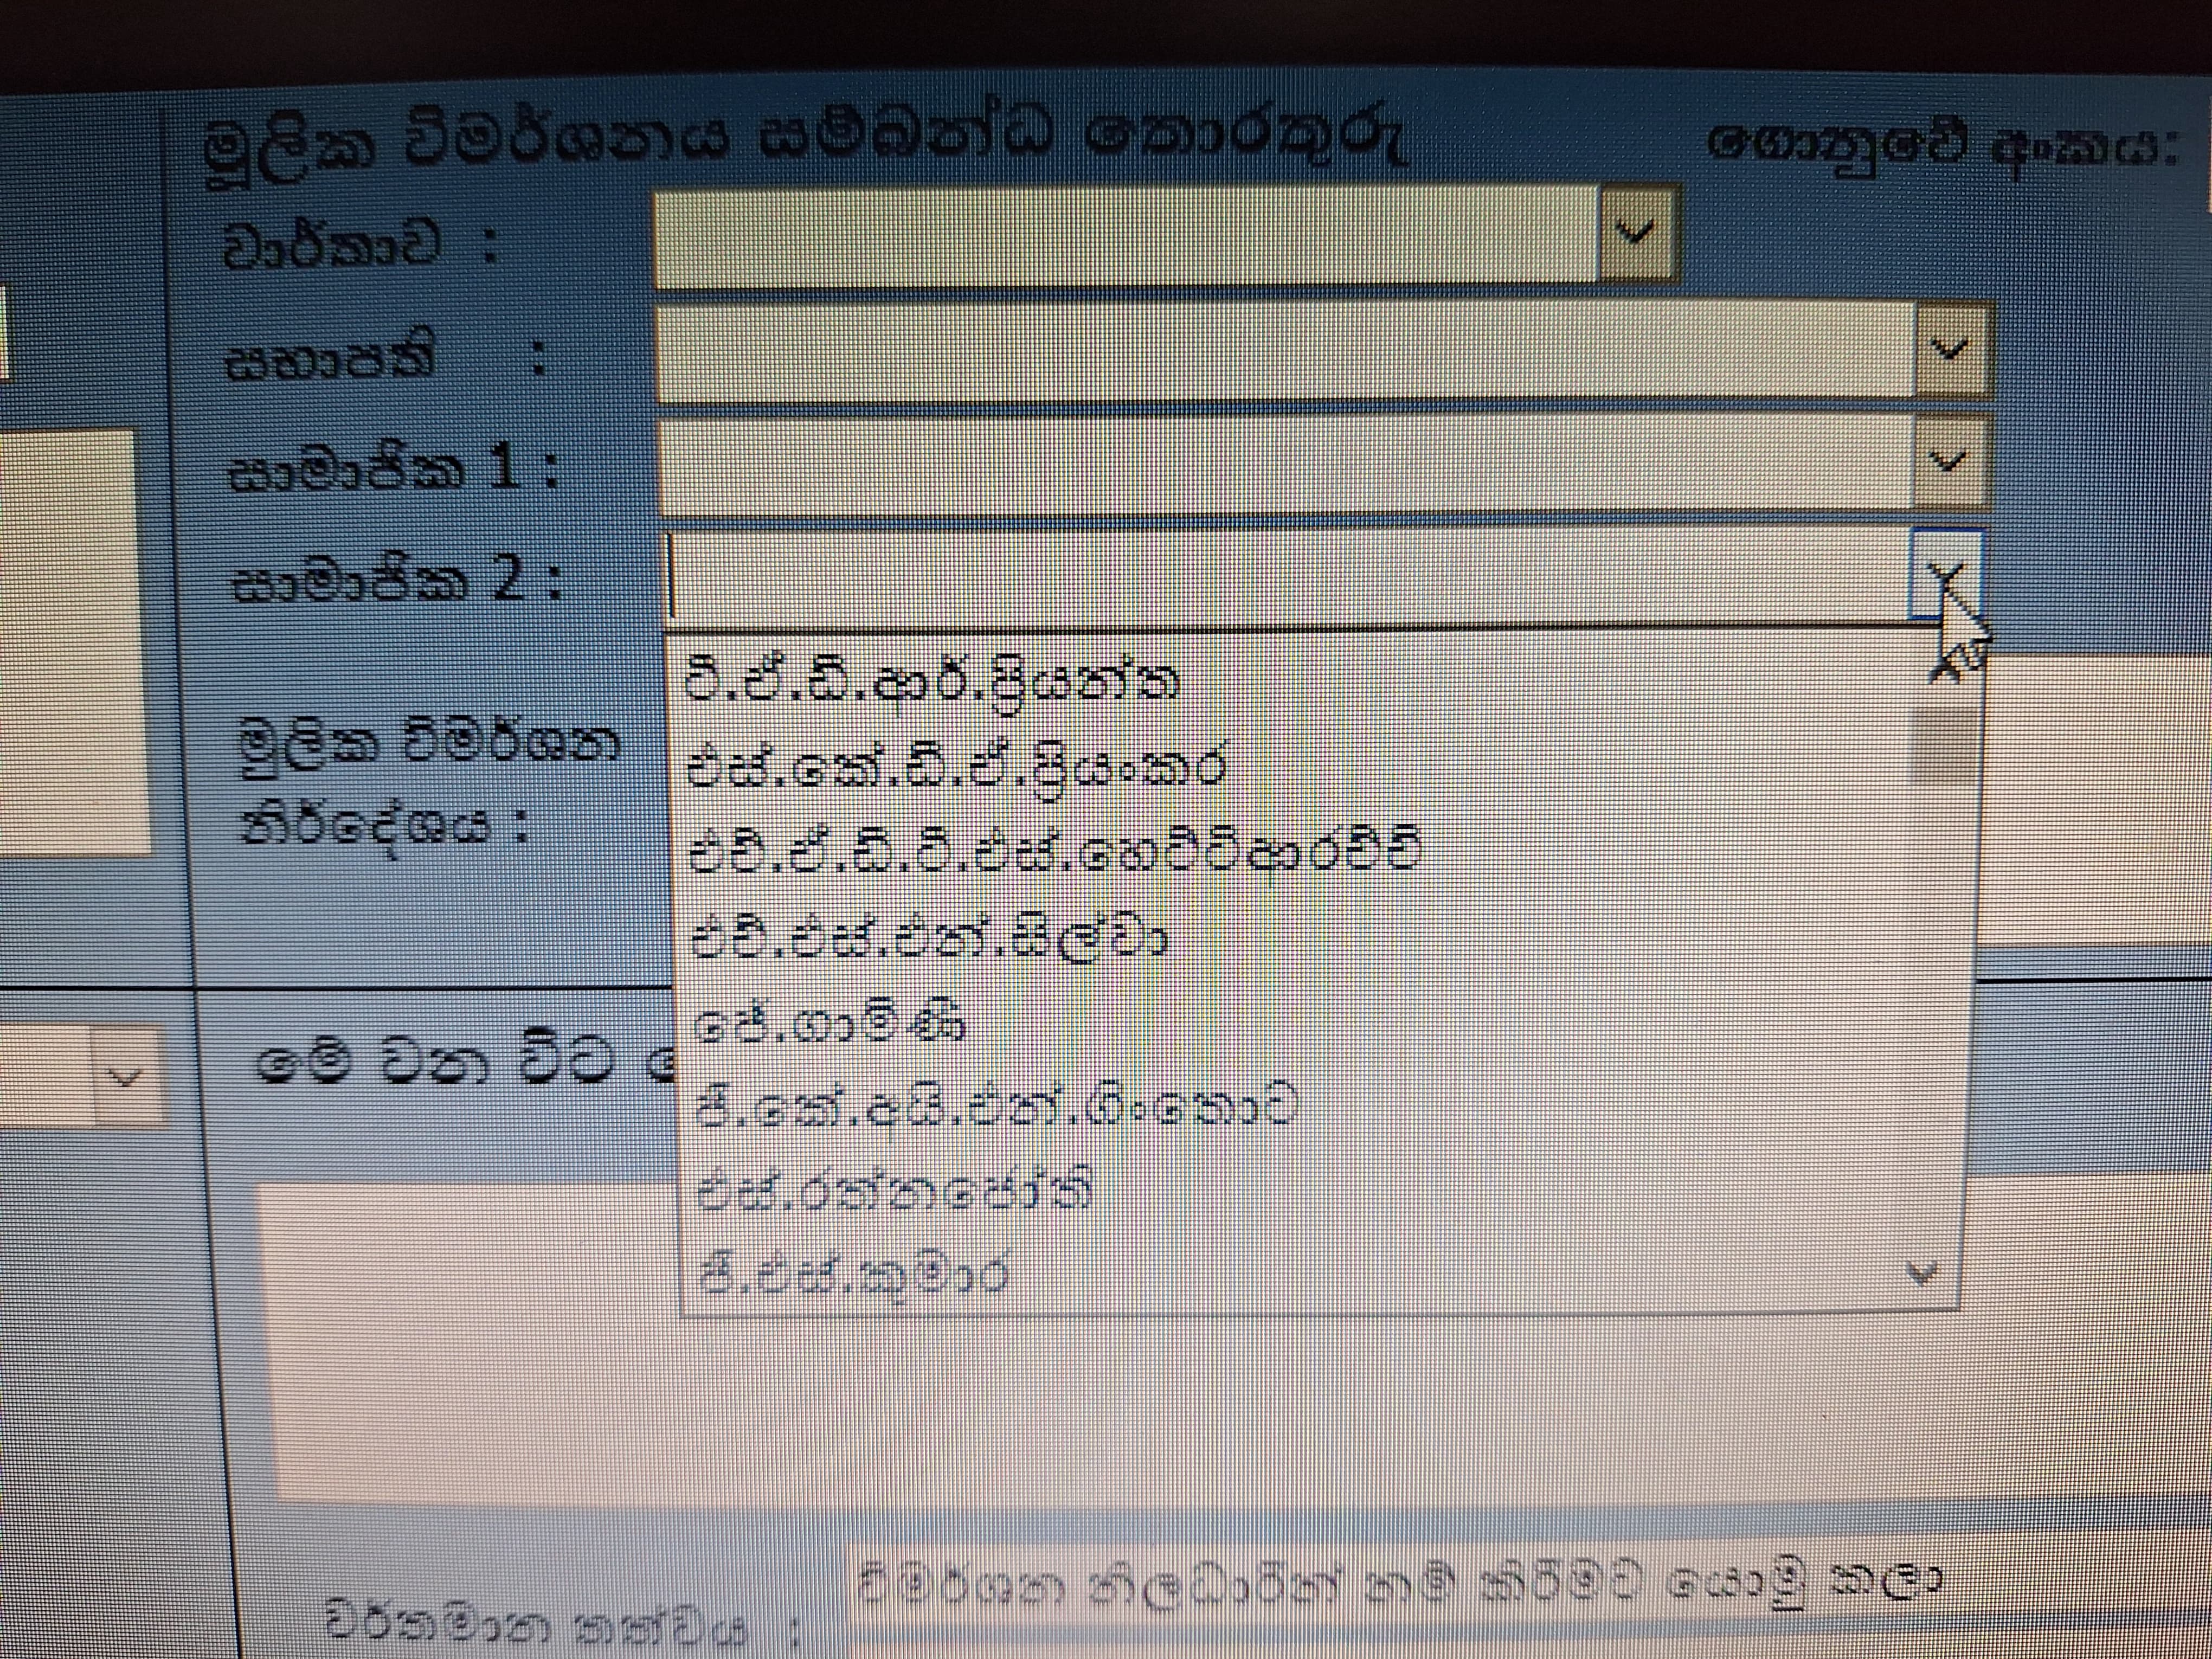 මූලික විමර්ශනය සම්බන්ධ තොරතුරු
ගොනුවේ අංකය:
වාර්තාව :
සභාපති :
සාමාජික 1 :
සාමාජික 2 :
ටී.ඒ.ඩී.ආර්.ප්‍රියන්ත
එස්.කේ.ඩී.ඒ.ප්‍රියංකර
එච්.ඒ.ඩී.ටී.එස්.හෙට්ටිආරච්චි
එච්.එස්.එන්.සිල්වා
ජේ.ගාමිණී
ජී.කේ.අයි.එන්.ගිංතොට
එස්.රත්නජෝති
ජී.එස්.කුමාර
මූලික විමර්ශන
නිර්දේශය :
මේ වන විට
වර්තමාන තත්වය :
විමර්ශන නිලධාරීන් නම් කිරීමට යොමු කලා